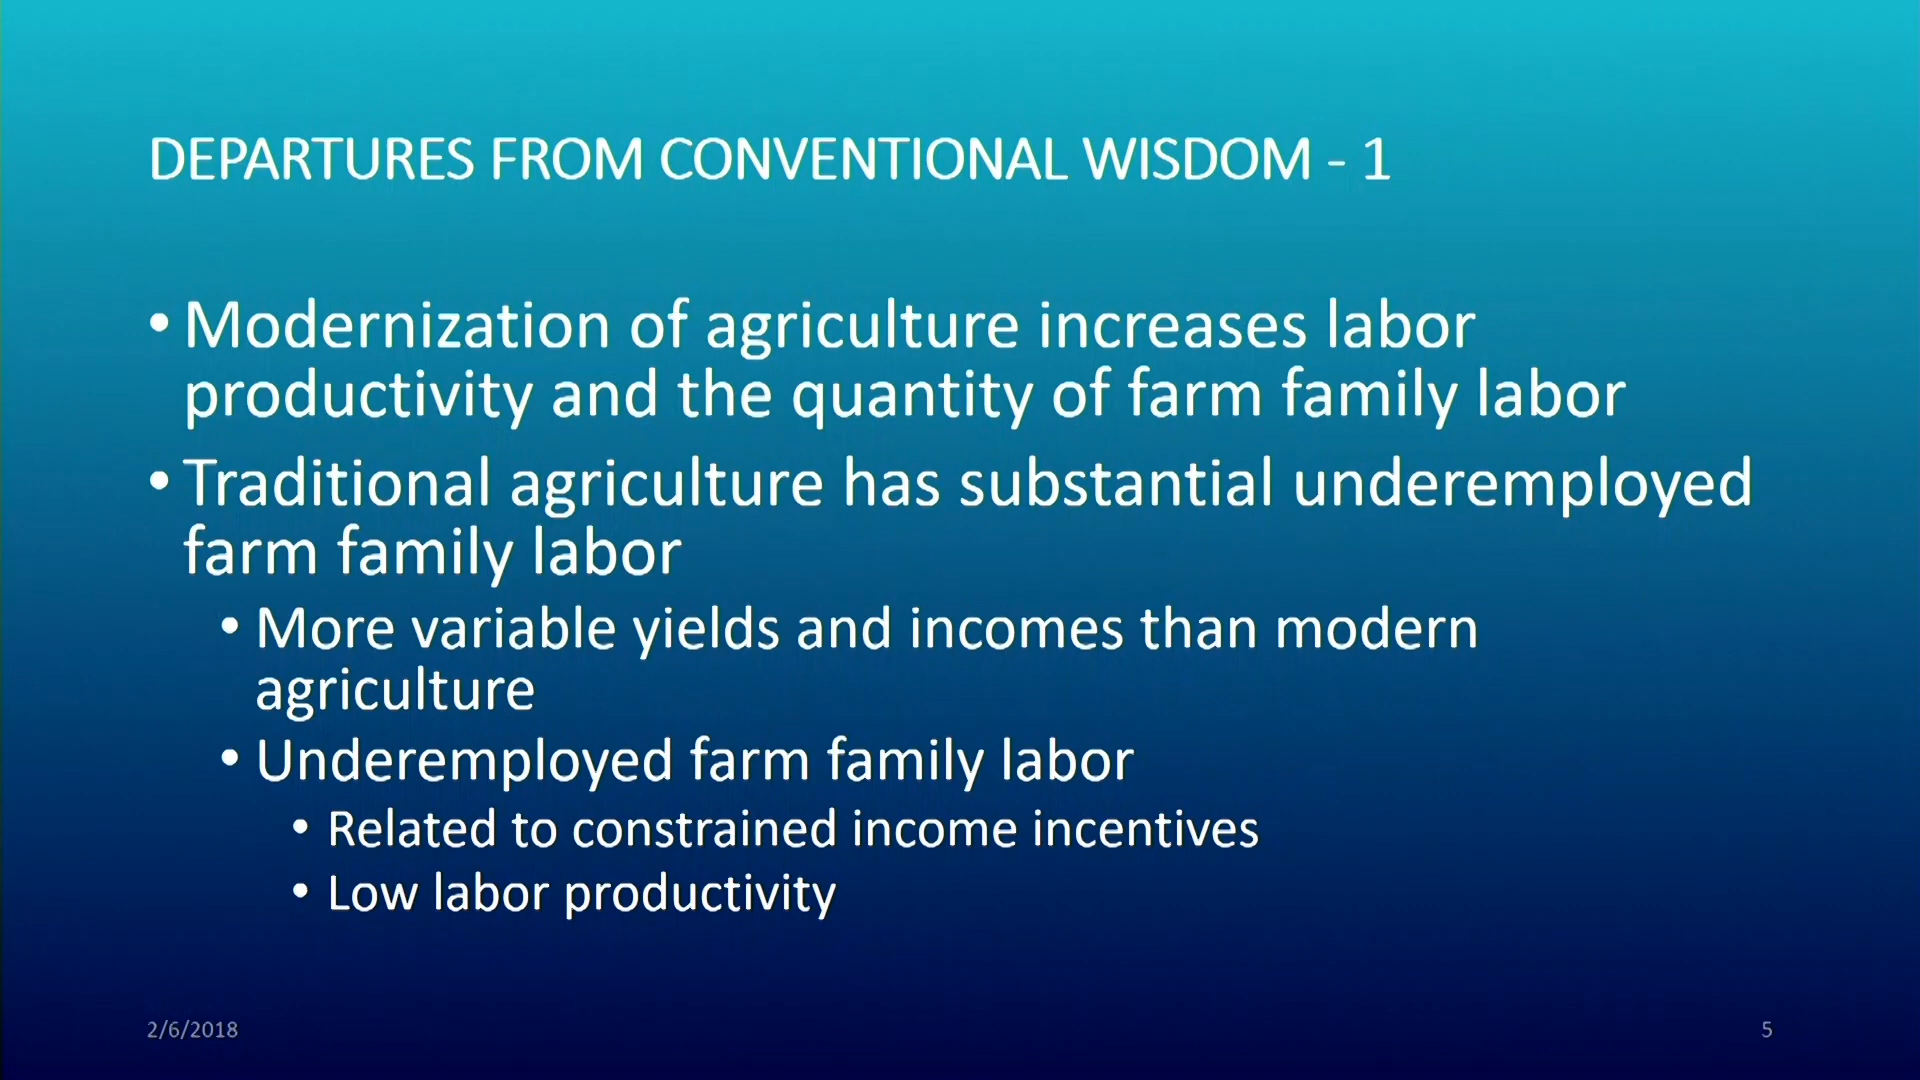 DEPARTURES FROM CONVENTIONAL WISDOM - 1
• Modernization of agriculture increases labor
productivity and the quantity of farm family labor
• Traditional agriculture has substantial underemployed
farm family labor
• More variable yields and incomes than modern
agriculture
• Underemployed farm family labor
• Related to constrained income incentives
• Low labor productivity
2/6/2018
5